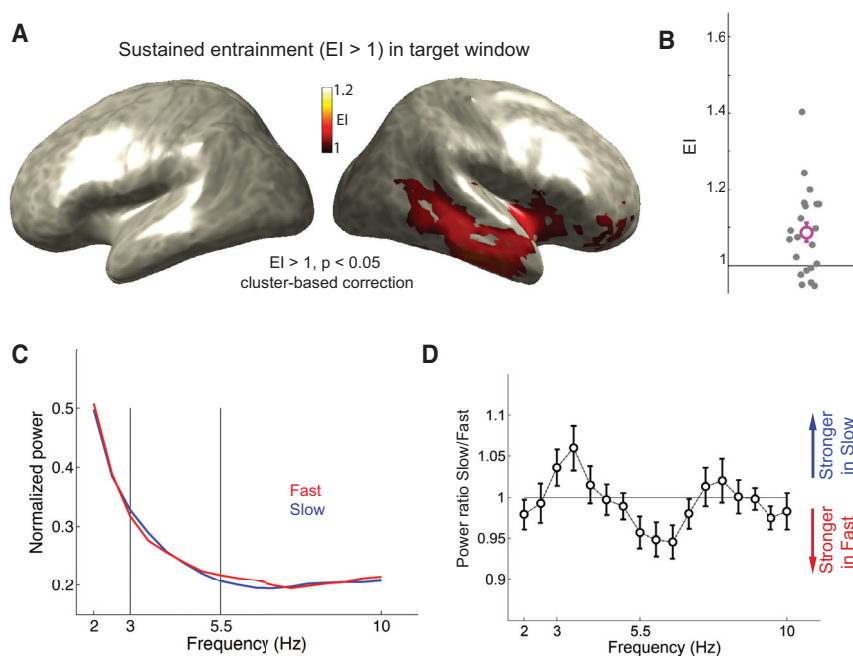 A
Sustained entrainment (EI > 1) in target window
1.2
EI
1
EI > 1, p < 0.05
cluster-based correction
B
1.6
1.4
1.2
1
EI
C
0.5
0.4
0.3
0.2
Normalized power
Fast
Slow
2 3 5.5 10
Frequency (Hz)
D
1.1
1.05
1
0.95
0.9
Power ratio Slow/Fast
2 3 5.5 10
Frequency (Hz)
Stronger
in Slow
Stronger
in Fast